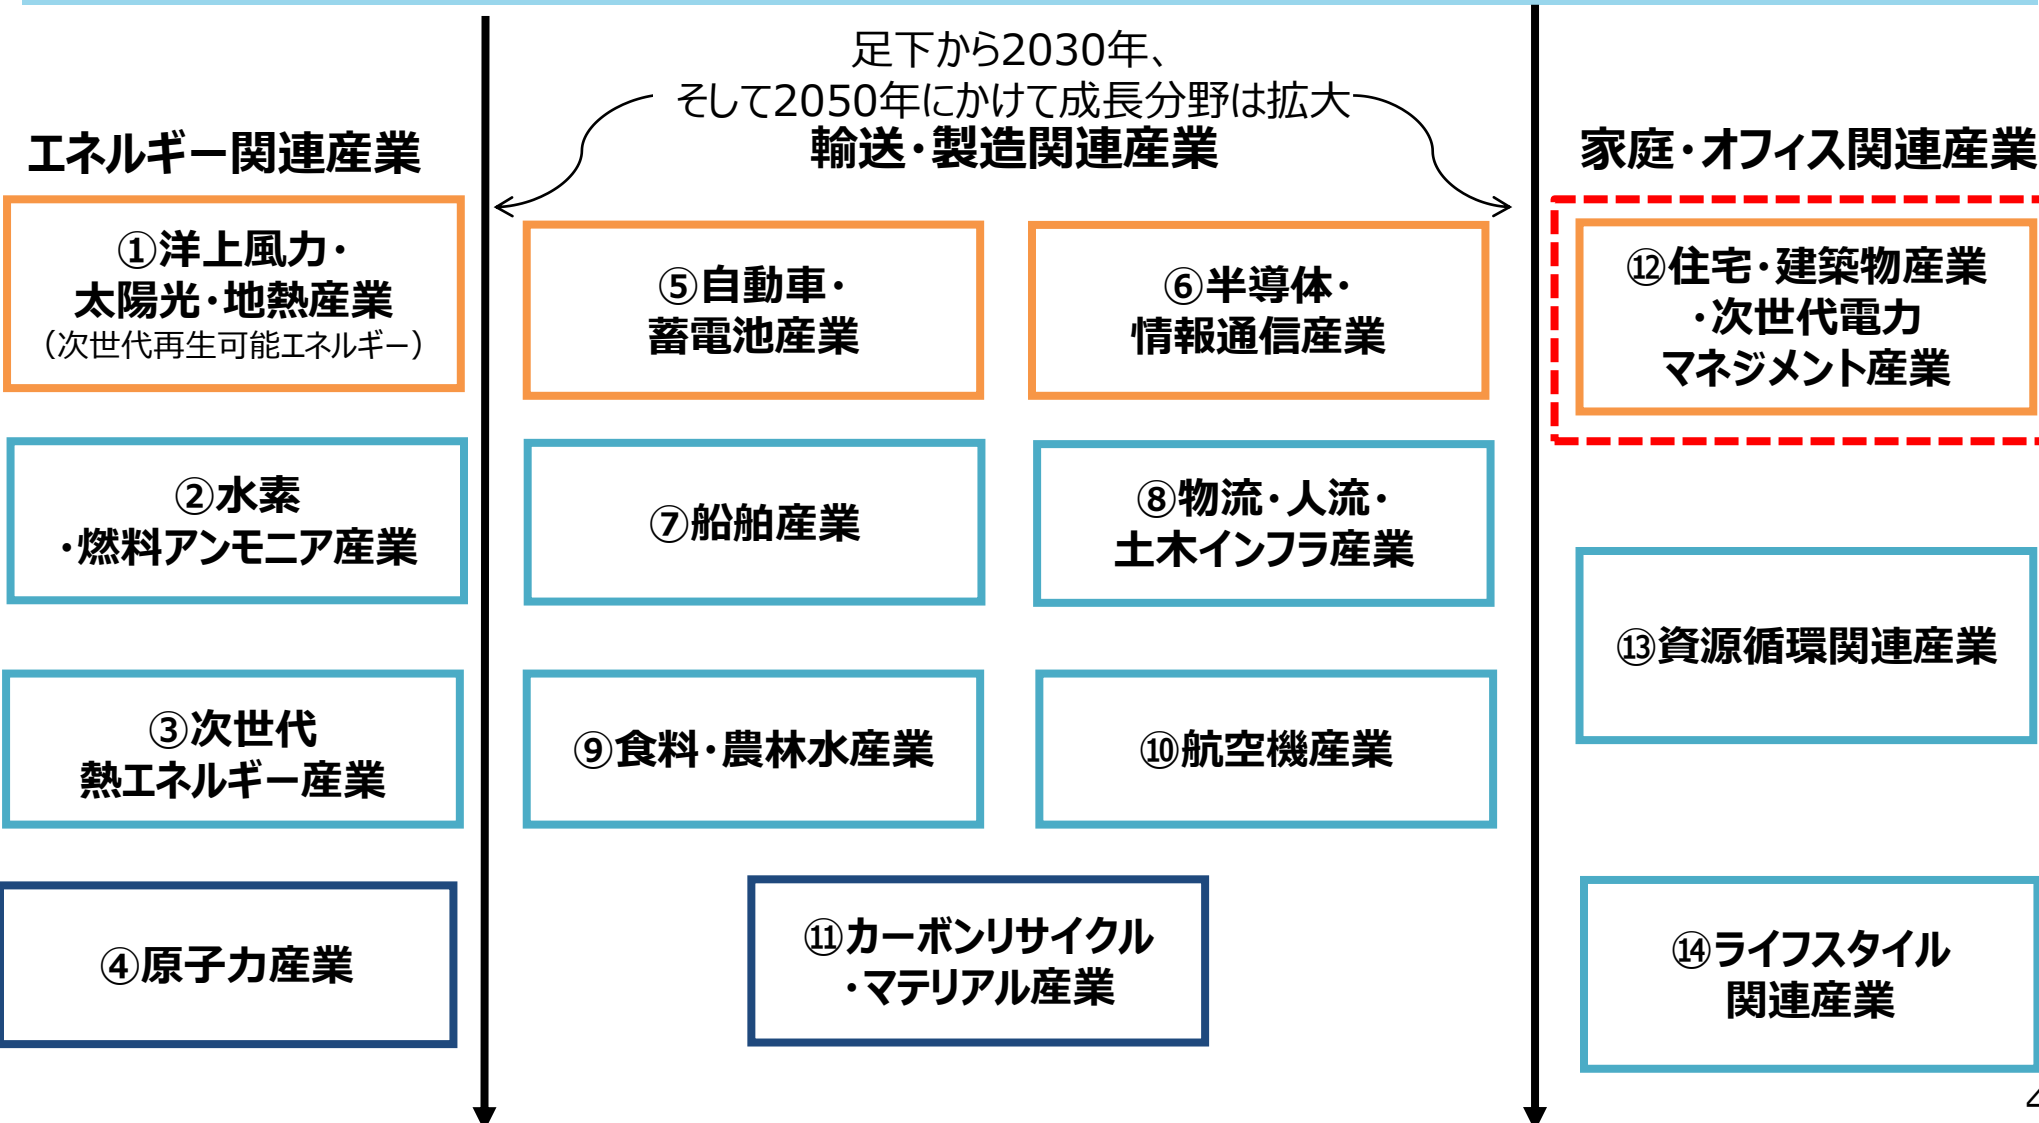 足下から2030年、
そして2050年にかけて成長分野は拡大
エネルギー関連産業
①洋上風力・
太陽光・地熱産業
（次世代再生可能エネルギー）
②水素
・燃料アンモニア産業
③次世代
熱エネルギー産業
④原子力産業
輸送・製造関連産業
⑤自動車・
蓄電池産業
⑥半導体・
情報通信産業
⑦船舶産業
⑧物流・人流・
土木インフラ産業
⑨食料・農林水産業
⑩航空機産業
⑪カーボンリサイクル
・マテリアル産業
家庭・オフィス関連産業
⑫住宅・建築物産業
・次世代電力
マネジメント産業
⑬資源循環関連産業
⑭ライフスタイル
関連産業